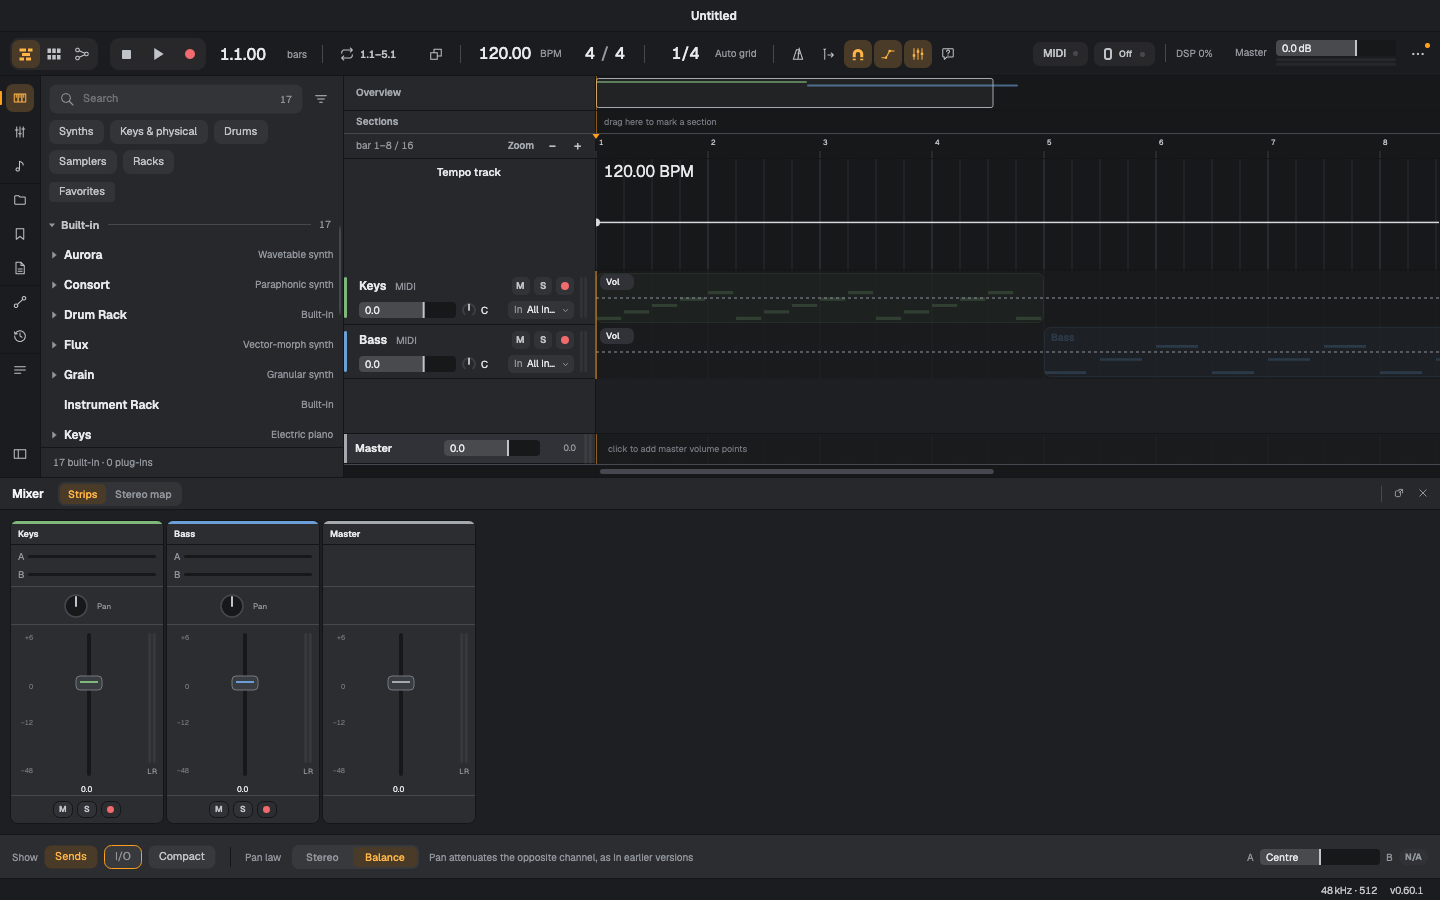 Untitled
1.1.00 bars 1.1–5.1 120.00 BPM 4 / 4 1/4 Auto grid MIDI Off DSP 0% Master 0.0 dB
Search 17
Synths Keys & physical Drums
Samplers Racks
Favorites
Built-in 17
Aurora Wavetable synth
Consort Paraphonic synth
Drum Rack Built-in
Flux Vector-morph synth
Grain Granular synth
Instrument Rack Built-in
Keys Electric piano
17 built-in · 0 plug-ins
Overview
Sections drag here to mark a section
bar 1–8 / 16 Zoom − + 1 2 3 4 5 6 7 8
Tempo track 120.00 BPM
Keys MIDI M S Vol
0.0 C In All In...
Bass MIDI M S Vol Bass
0.0 C In All In...
Master 0.0 0.0 click to add master volume points
Mixer Strips Stereo map
Keys Bass Master
A A
B B
Pan Pan
+6 +6 +6
0 0 0
−12 −12 −12
−48 LR −48 LR −48 LR
0.0 0.0 0.0
M S M S
Show Sends I/O Compact Pan law Stereo Balance Pan attenuates the opposite channel, as in earlier versions A Centre B N/A
48 kHz · 512 v0.60.1